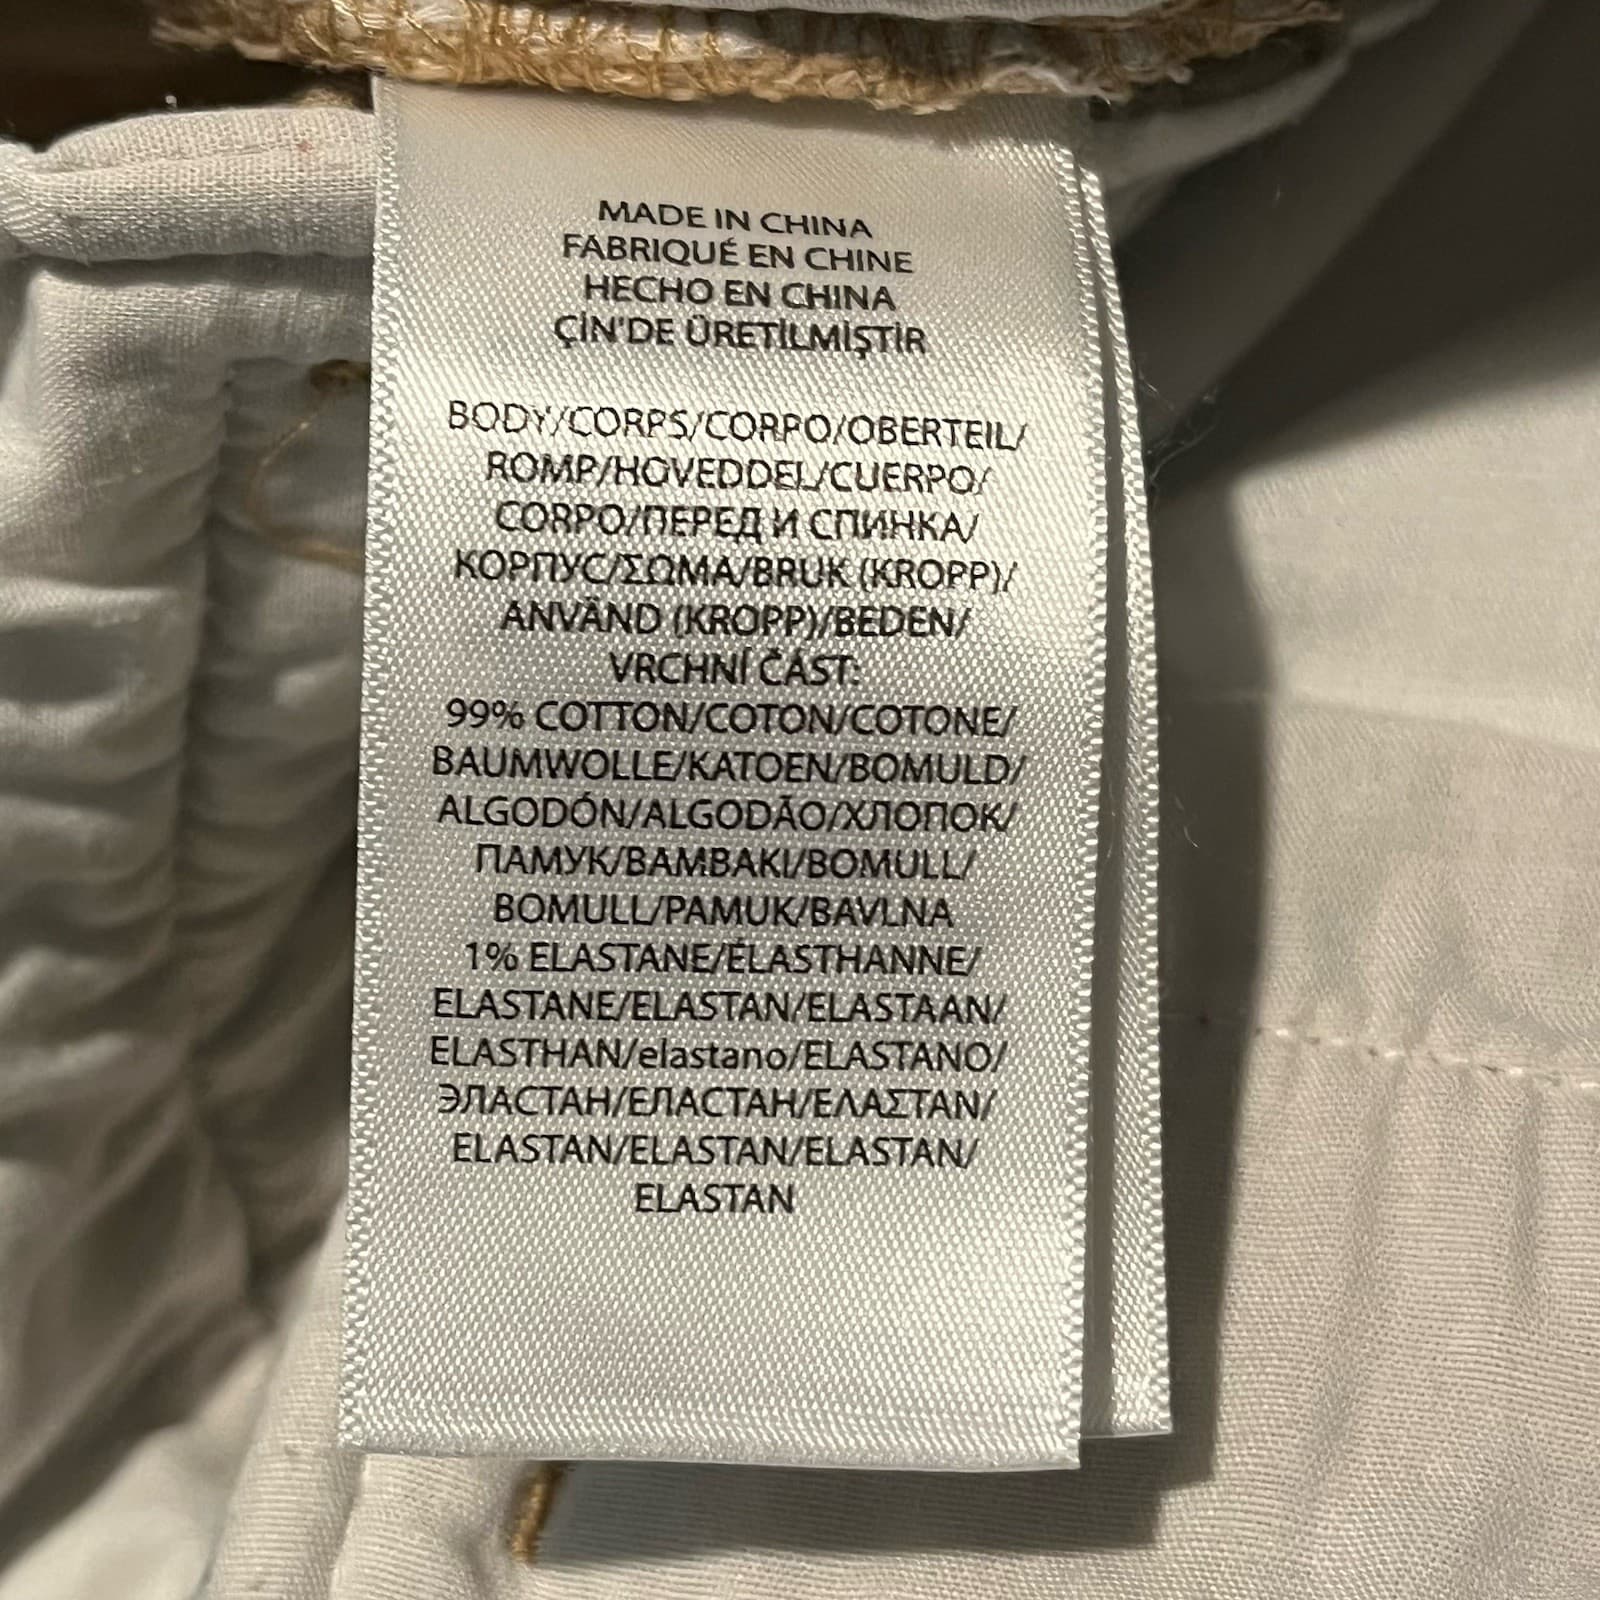 MADE IN CHINA
FABRIQUÉ EN CHINE
HECHO EN CHINA
ÇİN'DE ÜRETİLMİŞTİR
BODY/CORPS/CORPO/OBERTEIL/
ROMP/HOVEDDEL/CUERPO/
CORPO/ПЕРЕД И СПИНКА/
КОРПУС/ΣΩΜΑ/BRUK (KROPP)/
ANVÄND (KROPP)/BEDEN/
VRCHNÍ ČÁST:
99% COTTON/COTON/COTONE/
BAUMWOLLE/KATOEN/BOMULD/
ALGODÓN/ALGODÃO/ХЛОПОК/
ПАМУК/ΒΑΜΒΑΚΙ/BOMULL/
BOMULL/PAMUK/BAVLNA
1% ELASTANE/ÉLASTHANNE/
ELASTANE/ELASTAN/ELASTAAN/
ELASTHAN/elastano/ELASTANO/
ЭЛАСТАН/ЕЛАСТАН/ΕΛΑΣΤΑΝ/
ELASTAN/ELASTAN/ELASTAN/
ELASTAN